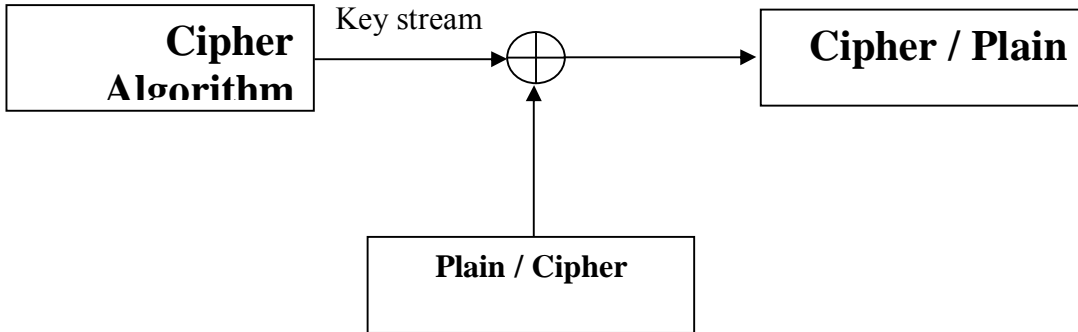 Key stream
Cipher
Algorithm
Cipher / Plain
Plain / Cipher